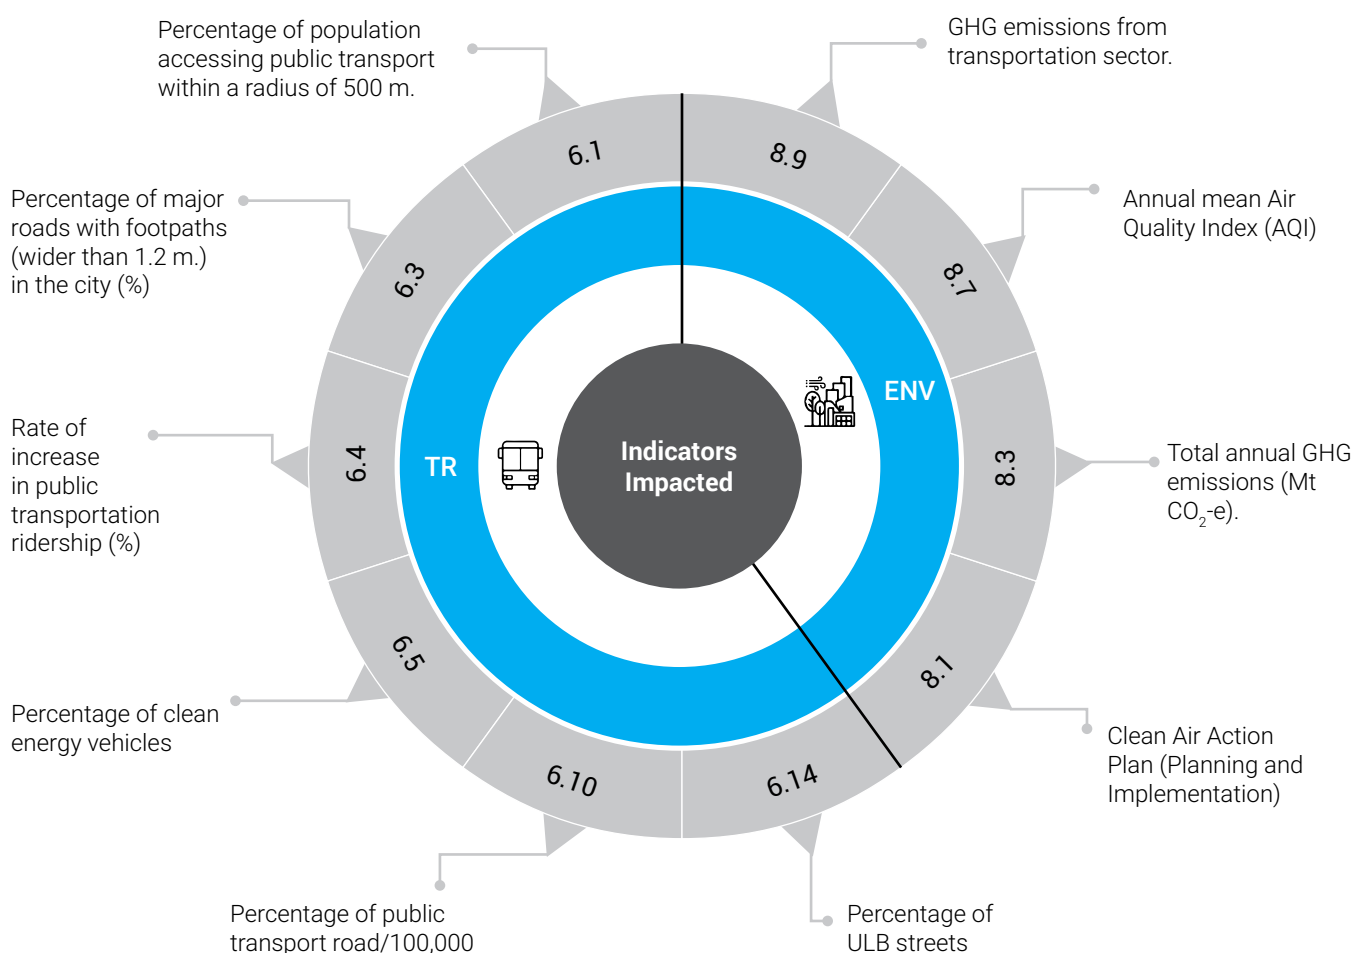 Percentage of population
accessing public transport
within a radius of 500 m.
GHG emissions from
transportation sector.
6.1
8.9
Percentage of major
roads with footpaths
(wider than 1.2 m.)
in the city (%)
Annual mean Air
Quality Index (AQI)
6.3
8.7
ENV
Rate of
increase
in public
transportation
ridership (%)
6.4
TR
Indicators
Impacted
8.3
Total annual GHG
emissions (Mt
CO₂-e).
6.5
8.1
Percentage of clean
energy vehicles
Clean Air Action
Plan (Planning and
Implementation)
6.10
6.14
Percentage of public
transport road/100,000
Percentage of
ULB streets